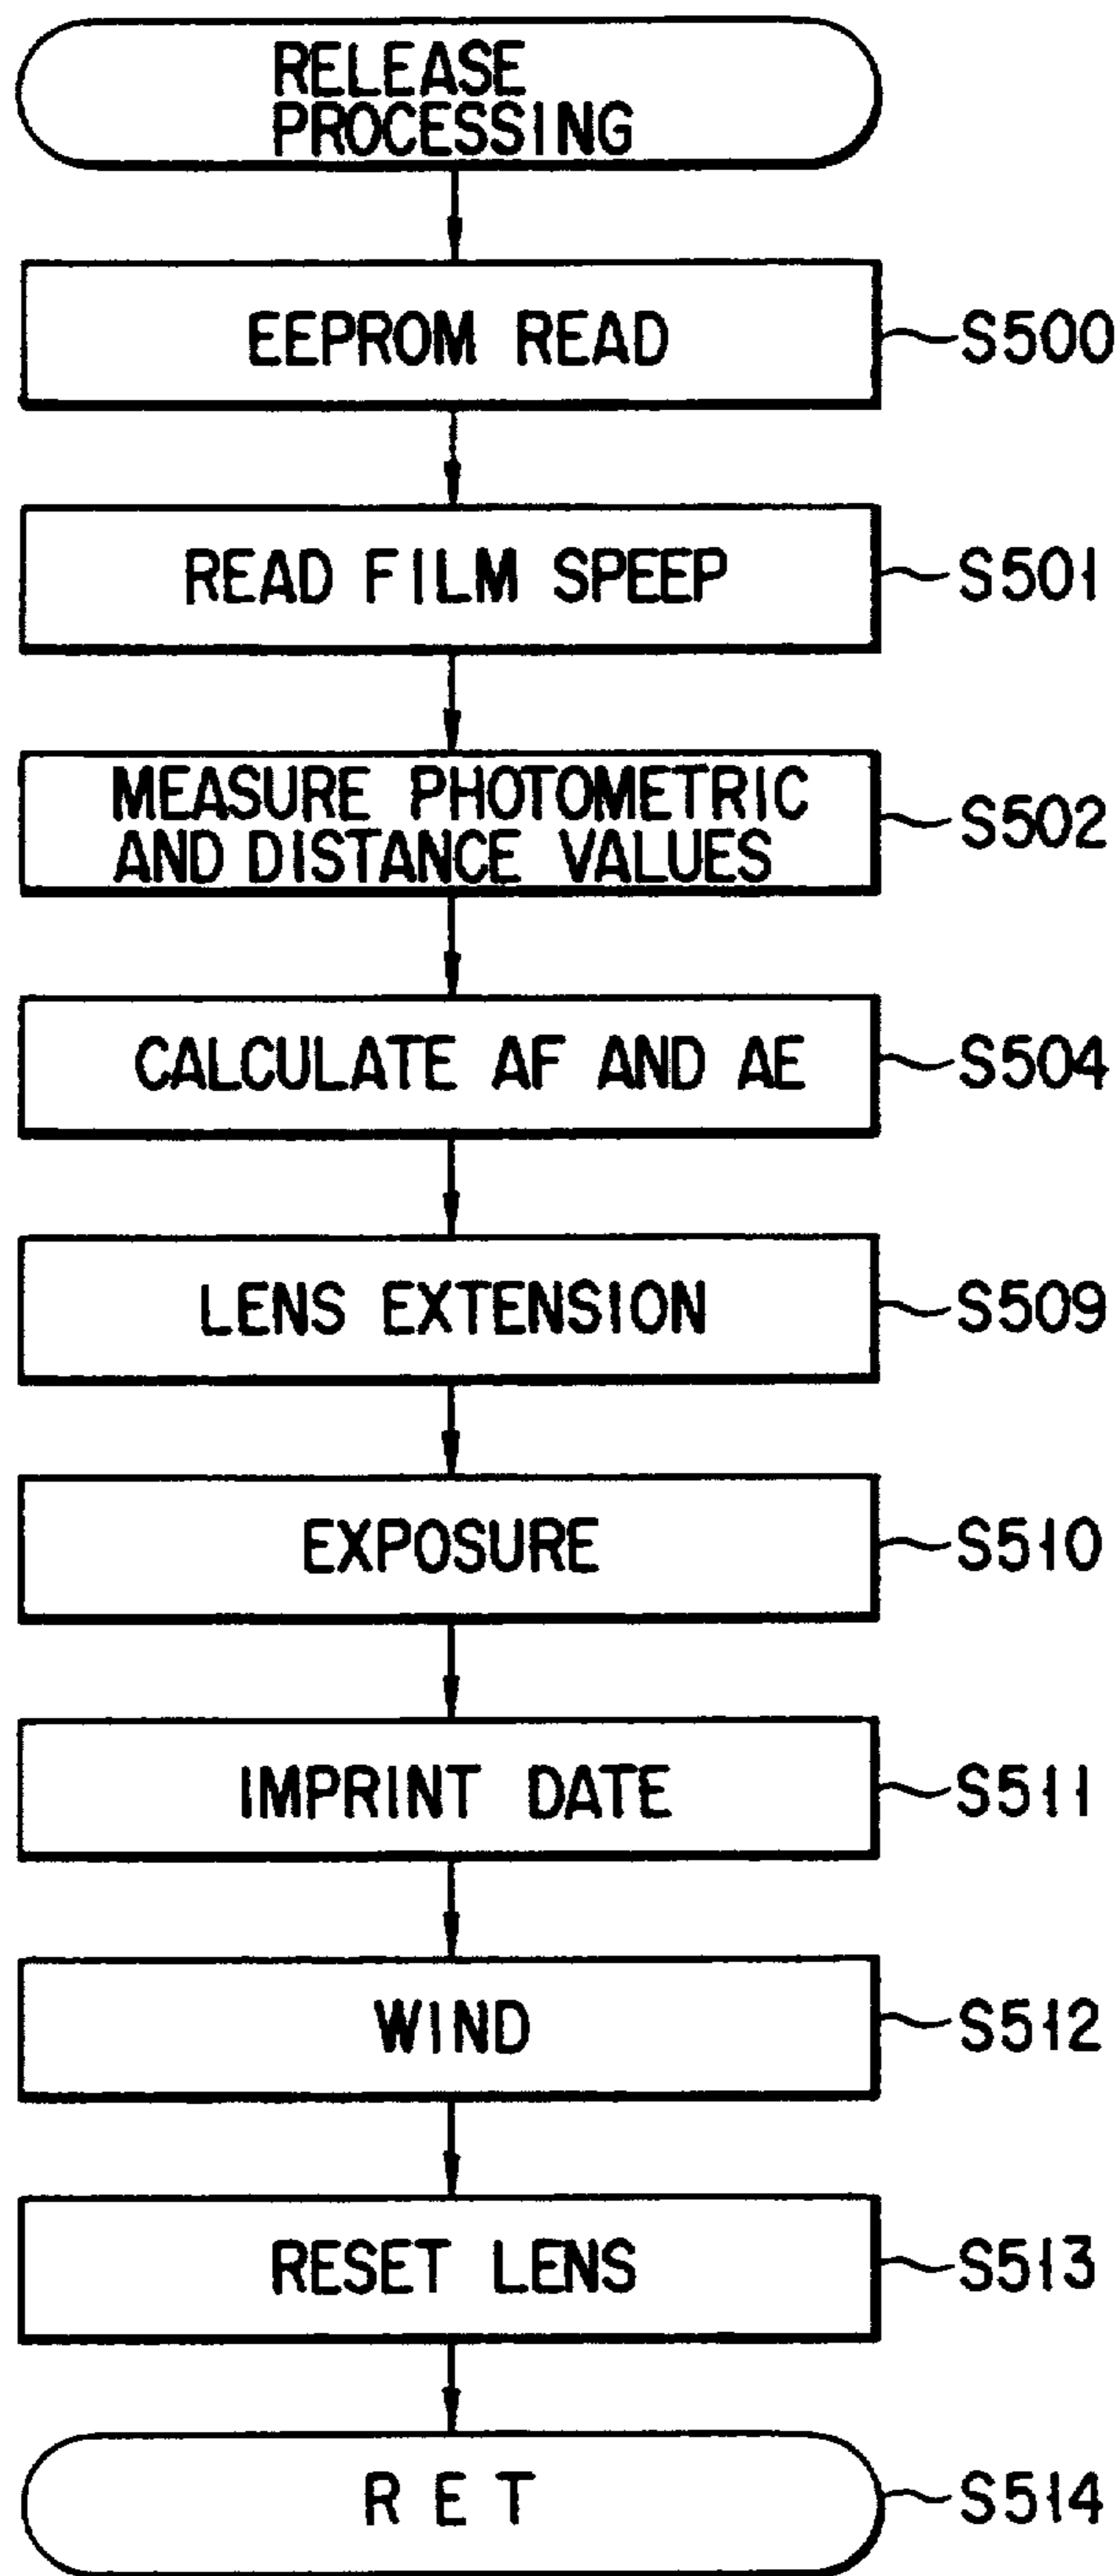 RELEASE
PROCESSING
EEPROM READ
S500
READ FILM SPEEP
S501
MEASURE PHOTOMETRIC
AND DISTANCE VALUES
S502
CALCULATE AF AND AE
S504
LENS EXTENSION
S509
EXPOSURE
S510
IMPRINT DATE
S511
WIND
S512
RESET LENS
S513
RET
S514